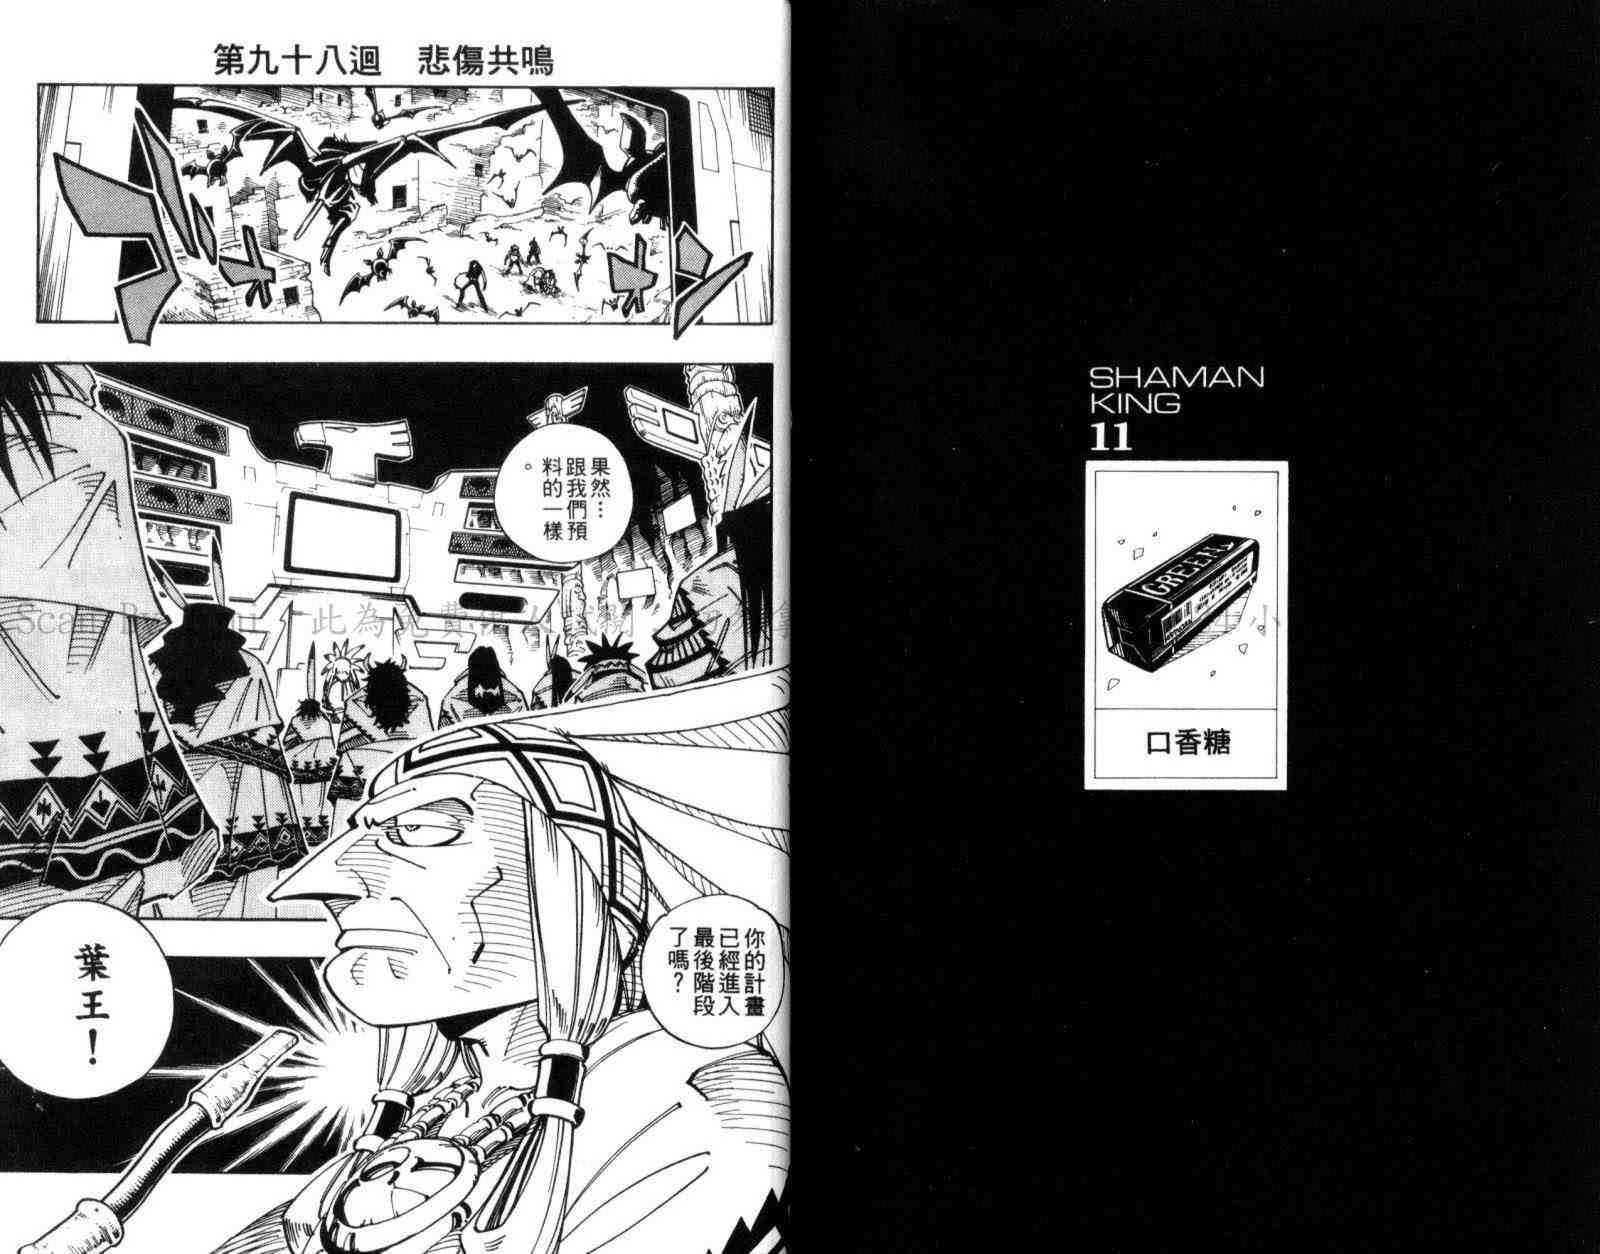 SHAMAN
KING
11
GREEN
口香糖
第九十八迴　悲傷共鳴
果然…
跟我們預
料的一樣
。
你的計畫
已經進入
最後階段
了嗎？
葉王！